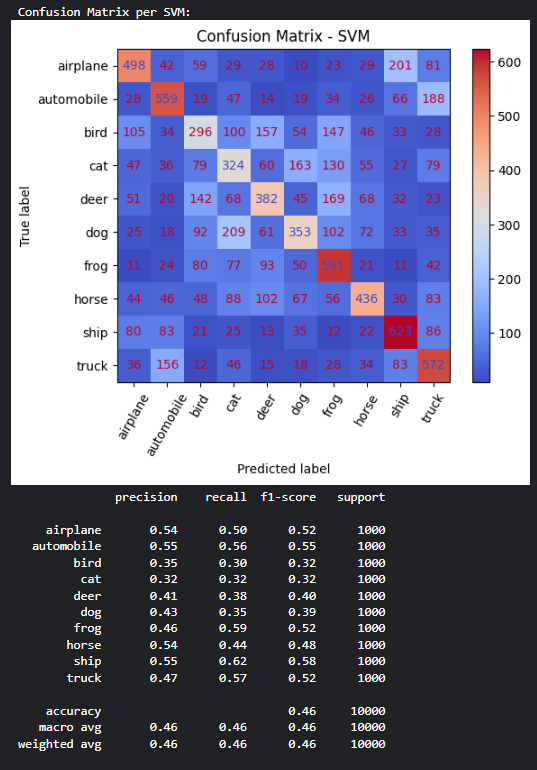 Confusion Matrix per SVM:
Confusion Matrix - SVM
airplane 498 42 59 29 28 10 23 29 201 81
automobile 28 559 19 47 14 19 34 26 66 188
bird 105 34 296 100 157 54 147 46 33 28
cat 47 36 79 324 60 163 130 55 27 79
deer 51 20 142 68 382 45 169 68 32 23
dog 25 18 92 209 61 353 102 72 33 35
frog 11 24 80 77 93 50 591 21 11 42
horse 44 46 48 88 102 67 56 436 30 83
ship 80 83 21 25 13 35 12 22 623 86
truck 36 156 12 46 15 18 28 34 83 572
True label
airplane automobile bird cat deer dog frog horse ship truck
Predicted label
600
500
400
300
200
100
precision recall f1-score support
airplane 0.54 0.50 0.52 1000
automobile 0.55 0.56 0.55 1000
bird 0.35 0.30 0.32 1000
cat 0.32 0.32 0.32 1000
deer 0.41 0.38 0.40 1000
dog 0.43 0.35 0.39 1000
frog 0.46 0.59 0.52 1000
horse 0.54 0.44 0.48 1000
ship 0.55 0.62 0.58 1000
truck 0.47 0.57 0.52 1000
accuracy 0.46 10000
macro avg 0.46 0.46 0.46 10000
weighted avg 0.46 0.46 0.46 10000